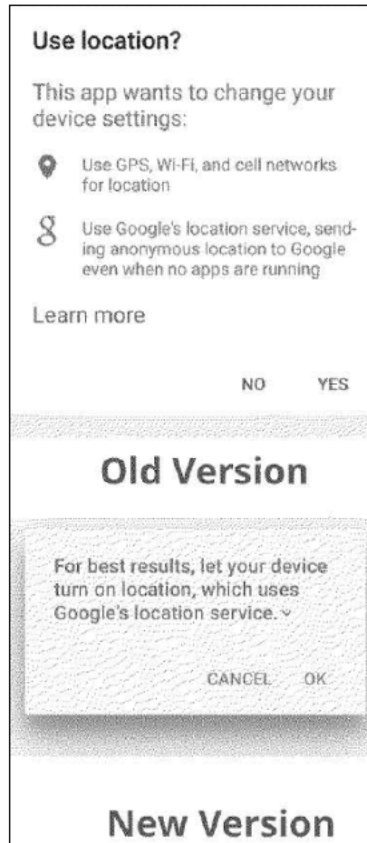 Use location?
This app wants to change your
device settings:
Use GPS, Wi-Fi, and cell networks
for location
Use Google's location service, send-
ing anonymous location to Google
even when no apps are running
Learn more
NO YES
Old Version
For best results, let your device
turn on location, which uses
Google's location service.
CANCEL OK
New Version